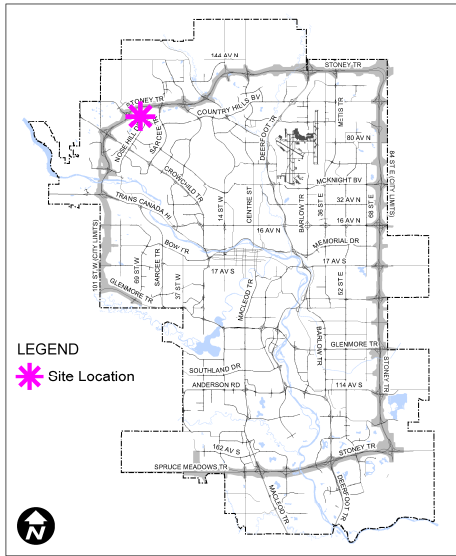 144 AV N
STONEY TR
STONEY TR
COUNTRY HILLS BV
METIS TR
DEERFOOT TR
SARCEE
NOSE HILL D
80 AV N
CROWCHILD TR
MCKNIGHT BV
84 ST E (CITY LIMITS)
14 ST W
CENTRE ST
BARLOW TR
36 ST E
32 AV N
68 ST E
TRANS CANADA HI
16 AV N
16 AV N
MEMORIAL DR
BOW TR
17 AV S
17 AV S
101 ST W (CITY LIMITS)
69 ST W
SARCEE TR
37 ST W
GLENMORE TR
MACLEOD TR
52 ST E
BARLOW TR
GLENMORE TR
STONEY TR
LEGEND
Site Location
SOUTHLAND DR
ANDERSON RD
114 AV S
162 AV S
STONEY TR
SPRUCE MEADOWS TR
MACLEOD TR
DEERFOOT TR
N